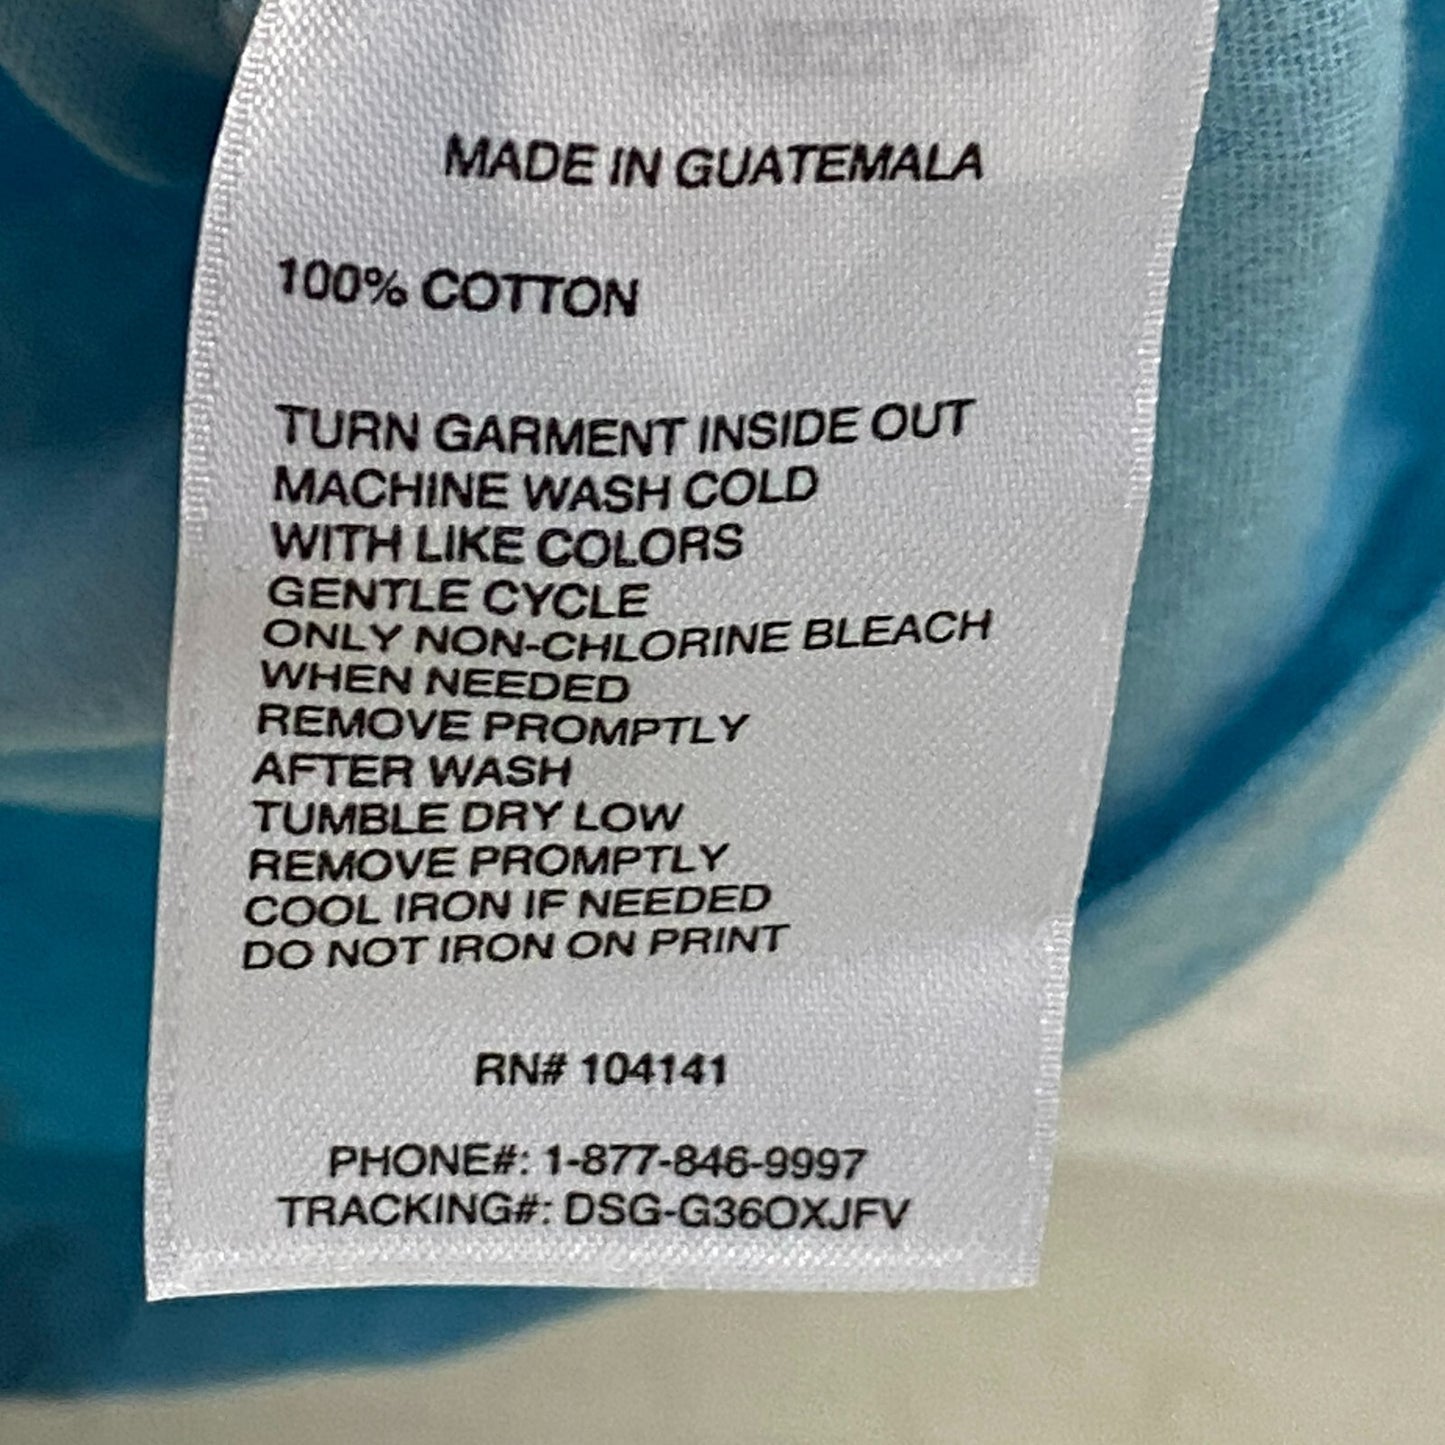 MADE IN GUATEMALA
100% COTTON
TURN GARMENT INSIDE OUT
MACHINE WASH COLD
WITH LIKE COLORS
GENTLE CYCLE
ONLY NON-CHLORINE BLEACH
WHEN NEEDED
REMOVE PROMPTLY
AFTER WASH
TUMBLE DRY LOW
REMOVE PROMPTLY
COOL IRON IF NEEDED
DO NOT IRON ON PRINT
RN# 104141
PHONE#: 1-877-846-9997
TRACKING#: DSG-G36OXJFV